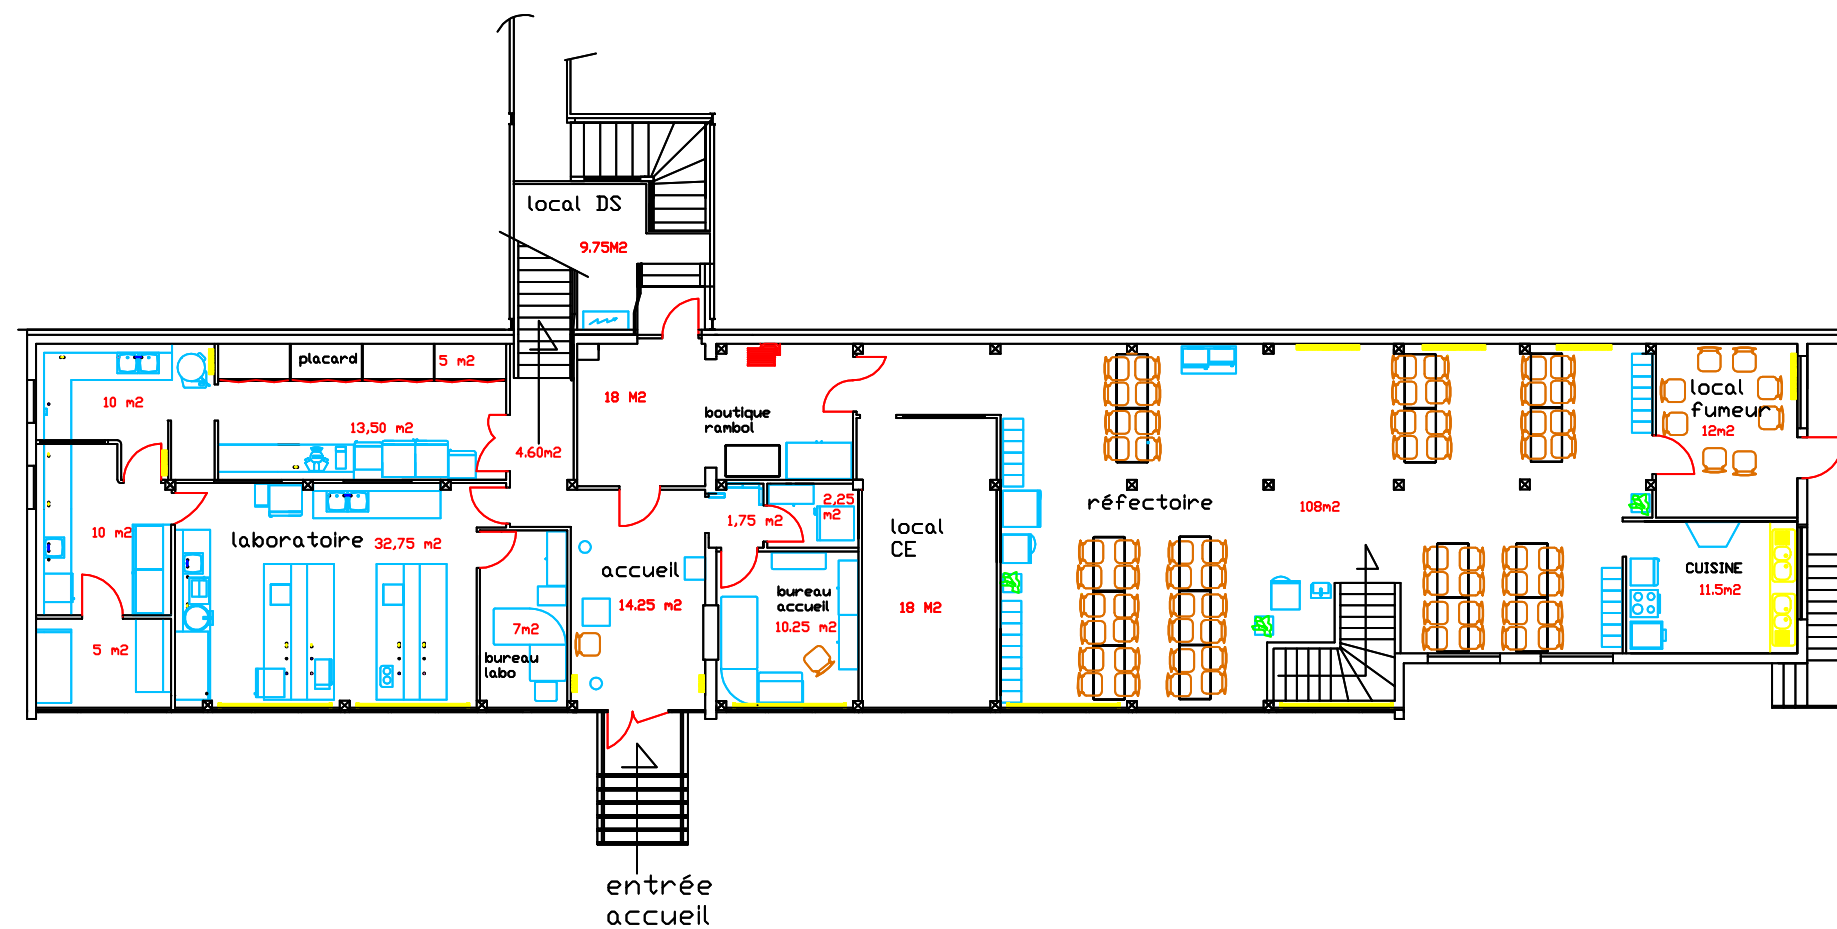 local DS
9.75M2
placard
5 m2
10 m2
18 M2
boutique
rambol
13,50 m2
4.60m2
local
fumeur
12m2
réfectoire
108m2
2,25
m2
1,75 m2
10 m2
laboratoire 32,75 m2
local
CE
18 M2
accueil
14.25 m2
bureau
accueil
10.25 m2
CUISINE
11.5m2
7m2
bureau
labo
5 m2
entrée
accueil